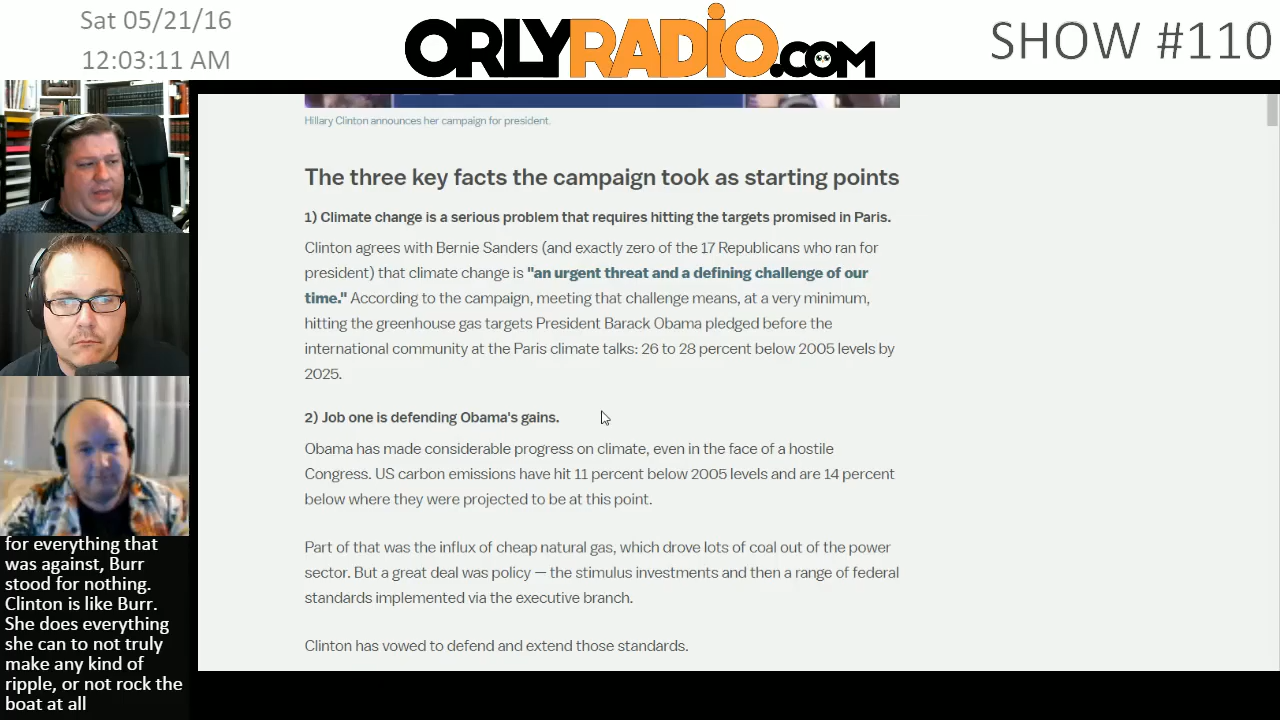 Sat 05/21/16
12:03:11 AM
ORLYRADIO.COM
SHOW #110
Hillary Clinton announces her campaign for president.
The three key facts the campaign took as starting points
1) Climate change is a serious problem that requires hitting the targets promised in Paris.
Clinton agrees with Bernie Sanders (and exactly zero of the 17 Republicans who ran for
president) that climate change is "an urgent threat and a defining challenge of our
time." According to the campaign, meeting that challenge means, at a very minimum,
hitting the greenhouse gas targets President Barack Obama pledged before the
international community at the Paris climate talks: 26 to 28 percent below 2005 levels by
2025.
2) Job one is defending Obama's gains.
Obama has made considerable progress on climate, even in the face of a hostile
Congress. US carbon emissions have hit 11 percent below 2005 levels and are 14 percent
below where they were projected to be at this point.
Part of that was the influx of cheap natural gas, which drove lots of coal out of the power
sector. But a great deal was policy — the stimulus investments and then a range of federal
standards implemented via the executive branch.
Clinton has vowed to defend and extend those standards.
for everything that
was against, Burr
stood for nothing.
Clinton is like Burr.
She does everything
she can to not truly
make any kind of
ripple, or not rock the
boat at all